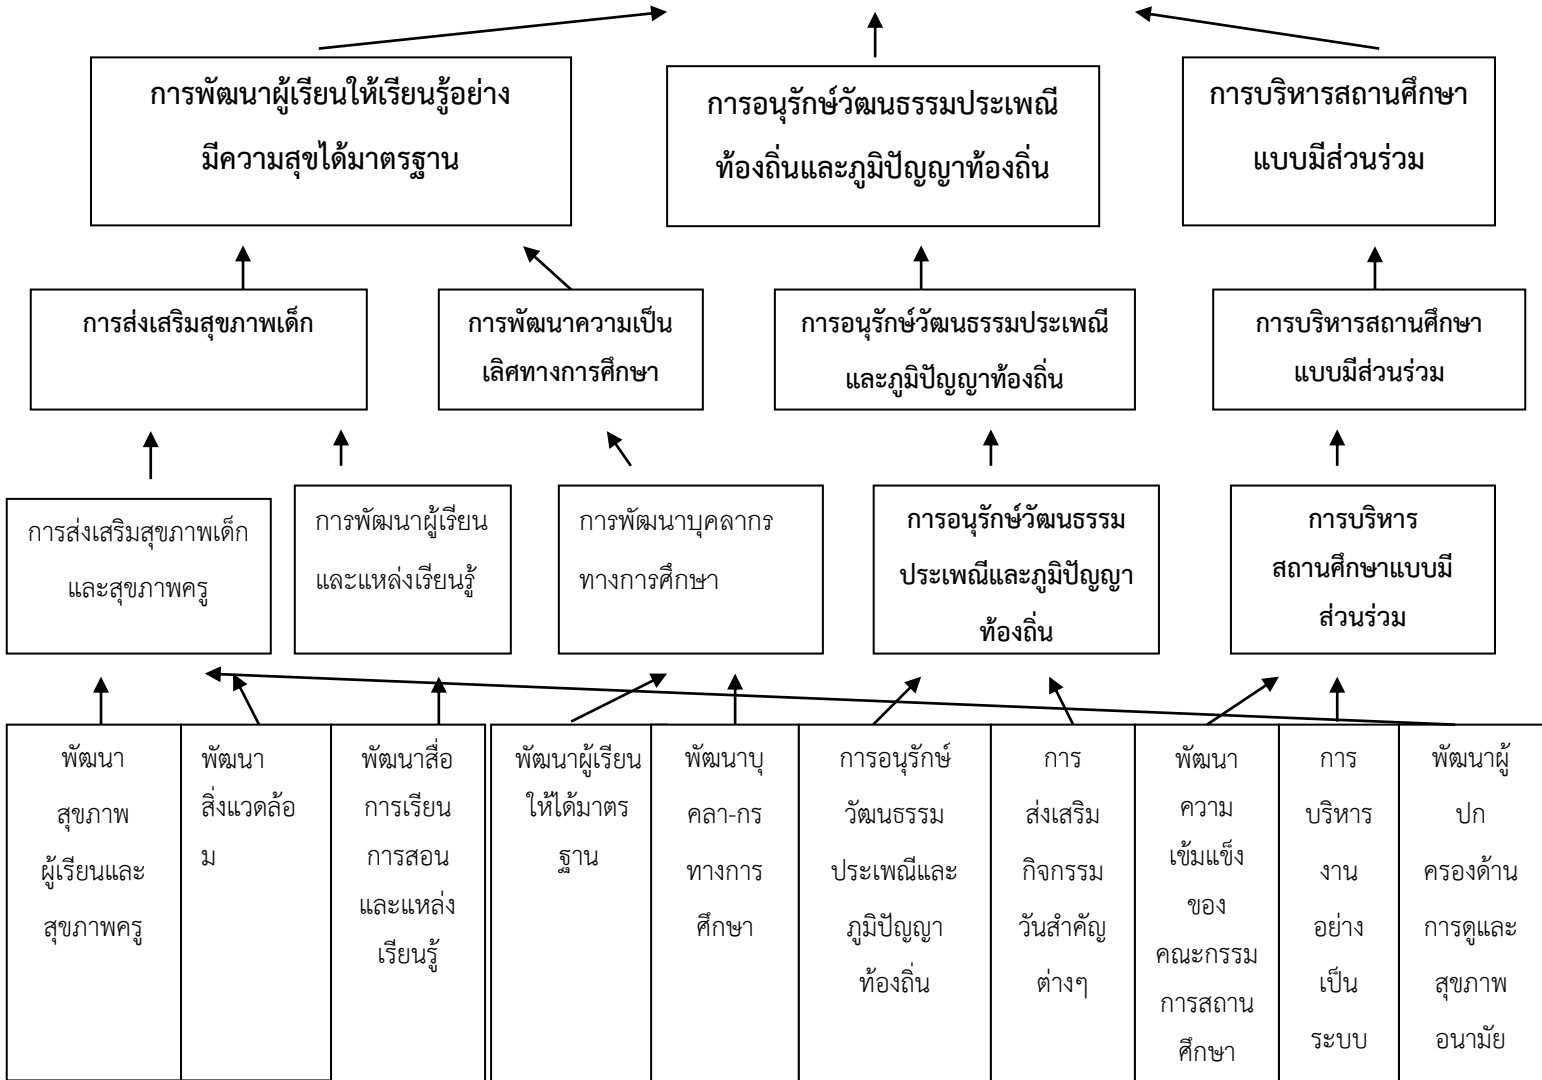 การพัฒนาผู้เรียนให้เรียนรู้อย่าง
มีความสุขได้มาตรฐาน
การอนุรักษ์วัฒนธรรมประเพณี
ท้องถิ่นและภูมิปัญญาท้องถิ่น
การบริหารสถานศึกษา
แบบมีส่วนร่วม
การส่งเสริมสุขภาพเด็ก
การพัฒนาความเป็น
เลิศทางการศึกษา
การอนุรักษ์วัฒนธรรมประเพณี
และภูมิปัญญาท้องถิ่น
การบริหารสถานศึกษา
แบบมีส่วนร่วม
การส่งเสริมสุขภาพเด็ก
และสุขภาพครู
การพัฒนาผู้เรียน
และแหล่งเรียนรู้
การพัฒนาบุคลากร
ทางการศึกษา
การอนุรักษ์วัฒนธรรม
ประเพณีและภูมิปัญญา
ท้องถิ่น
การบริหาร
สถานศึกษาแบบมี
ส่วนร่วม
พัฒนา
สุขภาพ
ผู้เรียนและ
สุขภาพครู
พัฒนา
สิ่งแวดล้อ
ม
พัฒนาสื่อ
การเรียน
การสอน
และแหล่ง
เรียนรู้
พัฒนาผู้เรียน
ให้ได้มาตร
ฐาน
พัฒนาบุ
คลา-กร
ทางการ
ศึกษา
การอนุรักษ์
วัฒนธรรม
ประเพณีและ
ภูมิปัญญา
ท้องถิ่น
การ
ส่งเสริม
กิจกรรม
วันสำคัญ
ต่างๆ
พัฒนา
ความ
เข้มแข็ง
ของ
คณะกรรม
การสถาน
ศึกษา
การ
บริหาร
งาน
อย่าง
เป็น
ระบบ
พัฒนาผู้
ปก
ครองด้าน
การดูและ
สุขภาพ
อนามัย